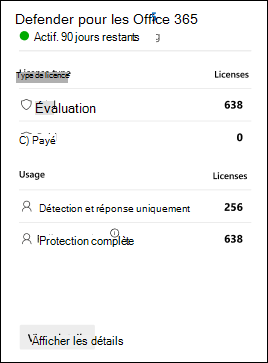 Defender pour les Office 365
Actif. 90 jours restants
Type de licence Licenses
Évaluation 638
C) Payé 0
Usage Licenses
Détection et réponse uniquement 256
Protection complète 638
Afficher les détails